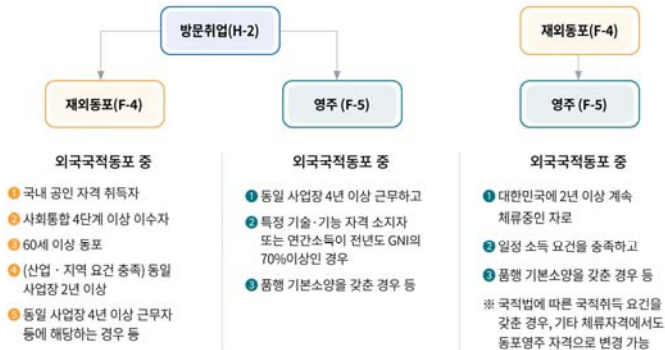 방문취업(H-2)
재외동포(F-4)
영주 (F-5)
외국국적동포 중
❶ 국내 공인 자격 취득자
❷ 사회통합 4단계 이상 이수자
❸ 60세 이상 동포
❹ (산업 · 지역 요건 충족) 동일
사업장 2년 이상
❺ 동일 사업장 4년 이상 근무자
등에 해당하는 경우 등
외국국적동포 중
❶ 동일 사업장 4년 이상 근무하고
❷ 특정 기술·기능 자격 소지자
또는 연간소득이 전년도 GNI의
70%이상인 경우
❸ 품행 기본소양을 갖춘 경우 등
재외동포(F-4)
영주 (F-5)
외국국적동포 중
❶ 대한민국에 2년 이상 계속
체류중인 자로
❷ 일정 소득 요건을 충족하고
❸ 품행 기본소양을 갖춘 경우 등
※ 국적법에 따른 국적취득 요건을
갖춘 경우, 기타 체류자격에서도
동포영주 자격으로 변경 가능